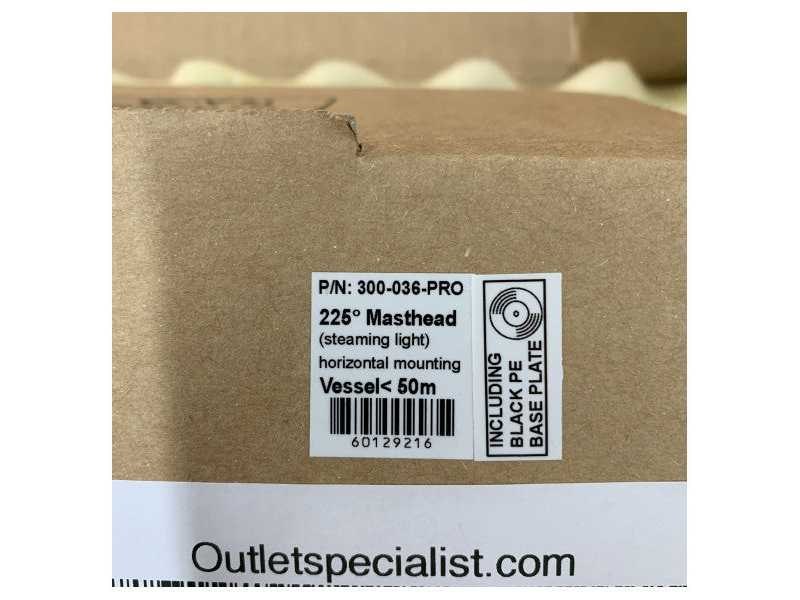 P/N: 300-036-PRO
225° Masthead
(steaming light)
horizontal mounting
Vessel< 50m
60129216
INCLUDING
BLACK PE
BASE PLATE
Outletspecialist.com